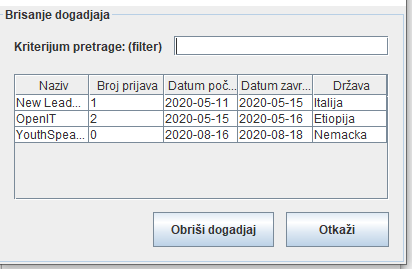 Brisanje dogadjaja
Kriterijum pretrage: (filter)
Naziv Broj prijava Datum poč... Datum zavr... Država
New Lead... 1 2020-05-11 2020-05-15 Italija
OpenIT 2 2020-05-15 2020-05-16 Etiopija
YouthSpea... 0 2020-08-16 2020-08-18 Nemacka
Obriši dogadjaj Otkaži